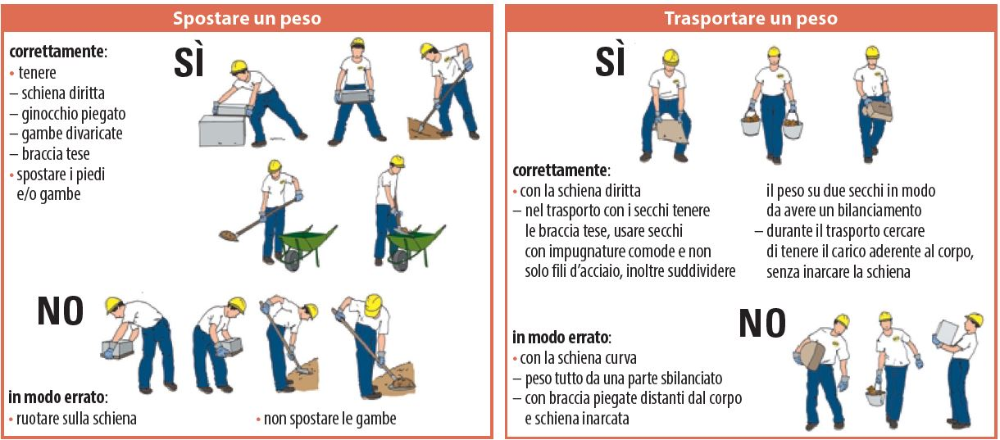 Spostare un peso
correttamente:
• tenere
– schiena diritta
– ginocchio piegato
– gambe divaricate
– braccia tese
• spostare i piedi
e/o gambe
SÌ
NO
in modo errato:
• ruotare sulla schiena
• non spostare le gambe
Trasportare un peso
SÌ
correttamente:
• con la schiena diritta
– nel trasporto con i secchi tenere
le braccia tese, usare secchi
con impugnature comode e non
solo fili d’acciaio, inoltre suddividere
il peso su due secchi in modo
da avere un bilanciamento
– durante il trasporto cercare
di tenere il carico aderente al corpo,
senza inarcare la schiena
NO
in modo errato:
• con la schiena curva
– peso tutto da una parte sbilanciato
– con braccia piegate distanti dal corpo
e schiena inarcata